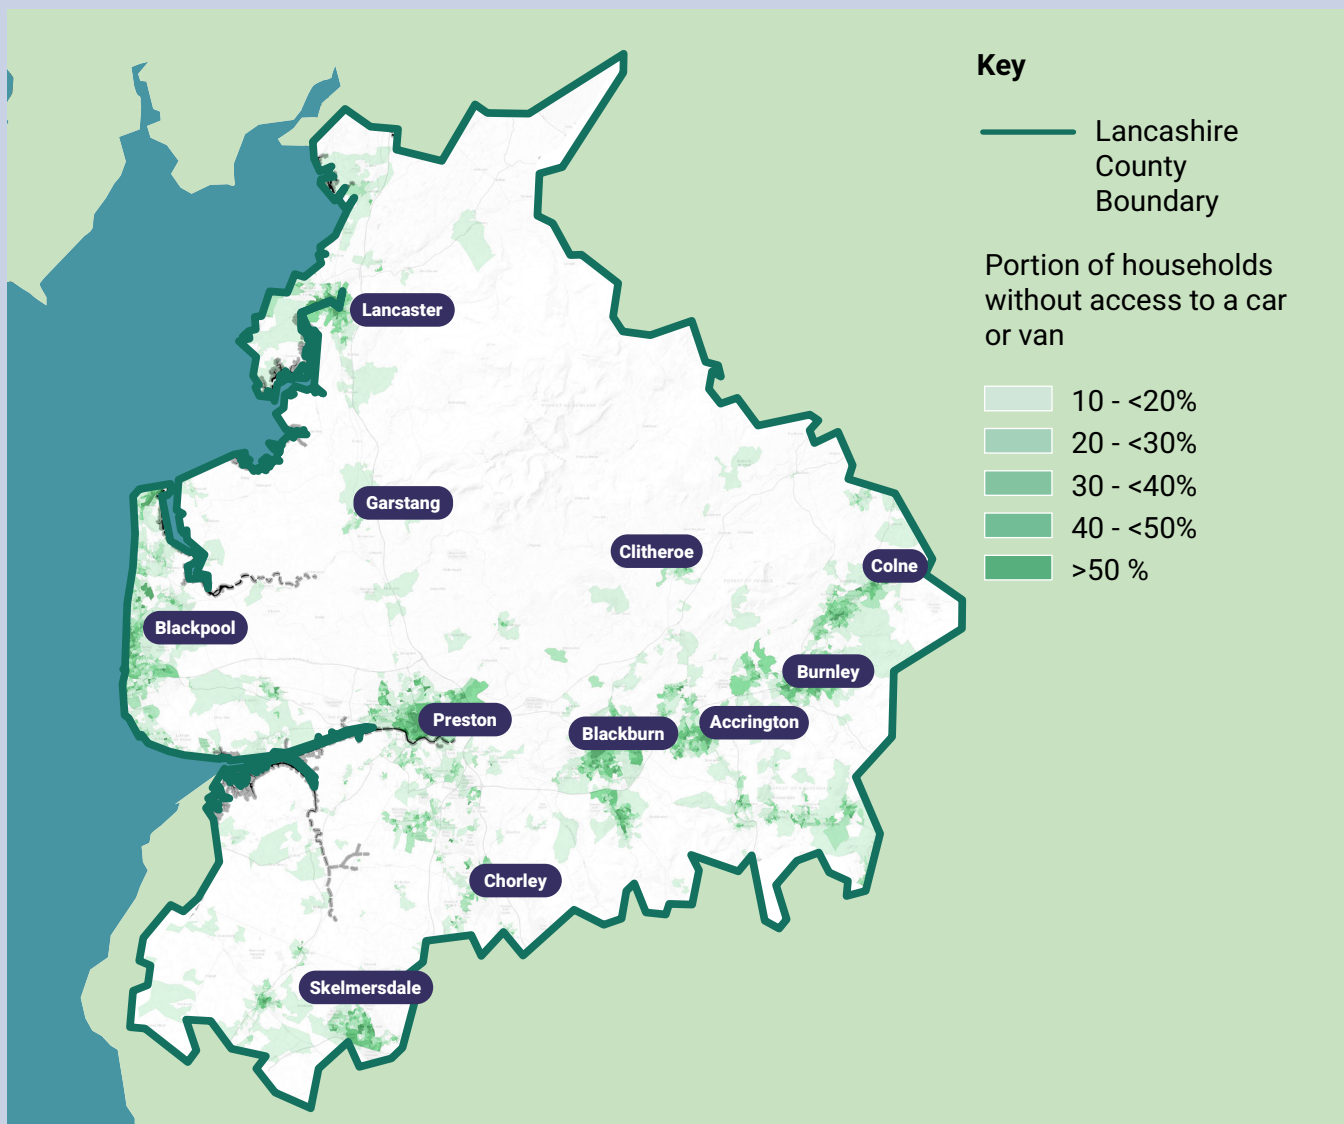 Key
Lancashire
County
Boundary
Portion of households
without access to a car
or van
10 - <20%
20 - <30%
30 - <40%
40 - <50%
>50 %
Lancaster
Garstang
Clitheroe
Colne
Blackpool
Burnley
Preston
Accrington
Blackburn
Chorley
Skelmersdale